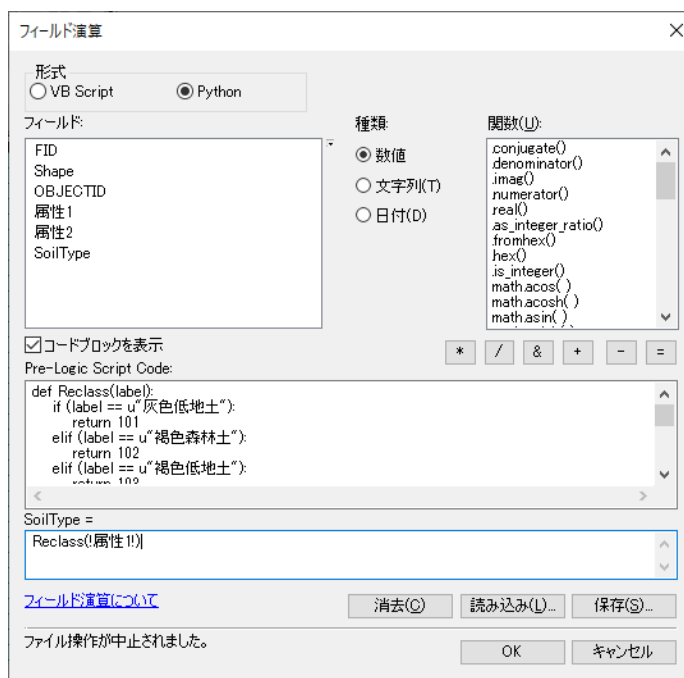 フィールド演算
形式
VB Script
Python
フィールド:
FID
Shape
OBJECTID
属性1
属性2
SoilType
種類:
数値
文字列(T)
日付(D)
関数(U):
.conjugate()
.denominator()
.imag()
.numerator()
.real()
.as_integer_ratio()
.fromhex()
.hex()
.is_integer()
math.acos( )
math.acosh( )
math.asin( )
コードブロックを表示
* / & + - =
Pre-Logic Script Code:
def Reclass(label):
if (label == u"灰色低地土"):
return 101
elif (label == u"褐色森林土"):
return 102
elif (label == u"褐色低地土"):
return 103
SoilType =
Reclass(!属性1!)
フィールド演算について
消去(C)
読み込み(L)...
保存(S)...
ファイル操作が中止されました。
OK
キャンセル